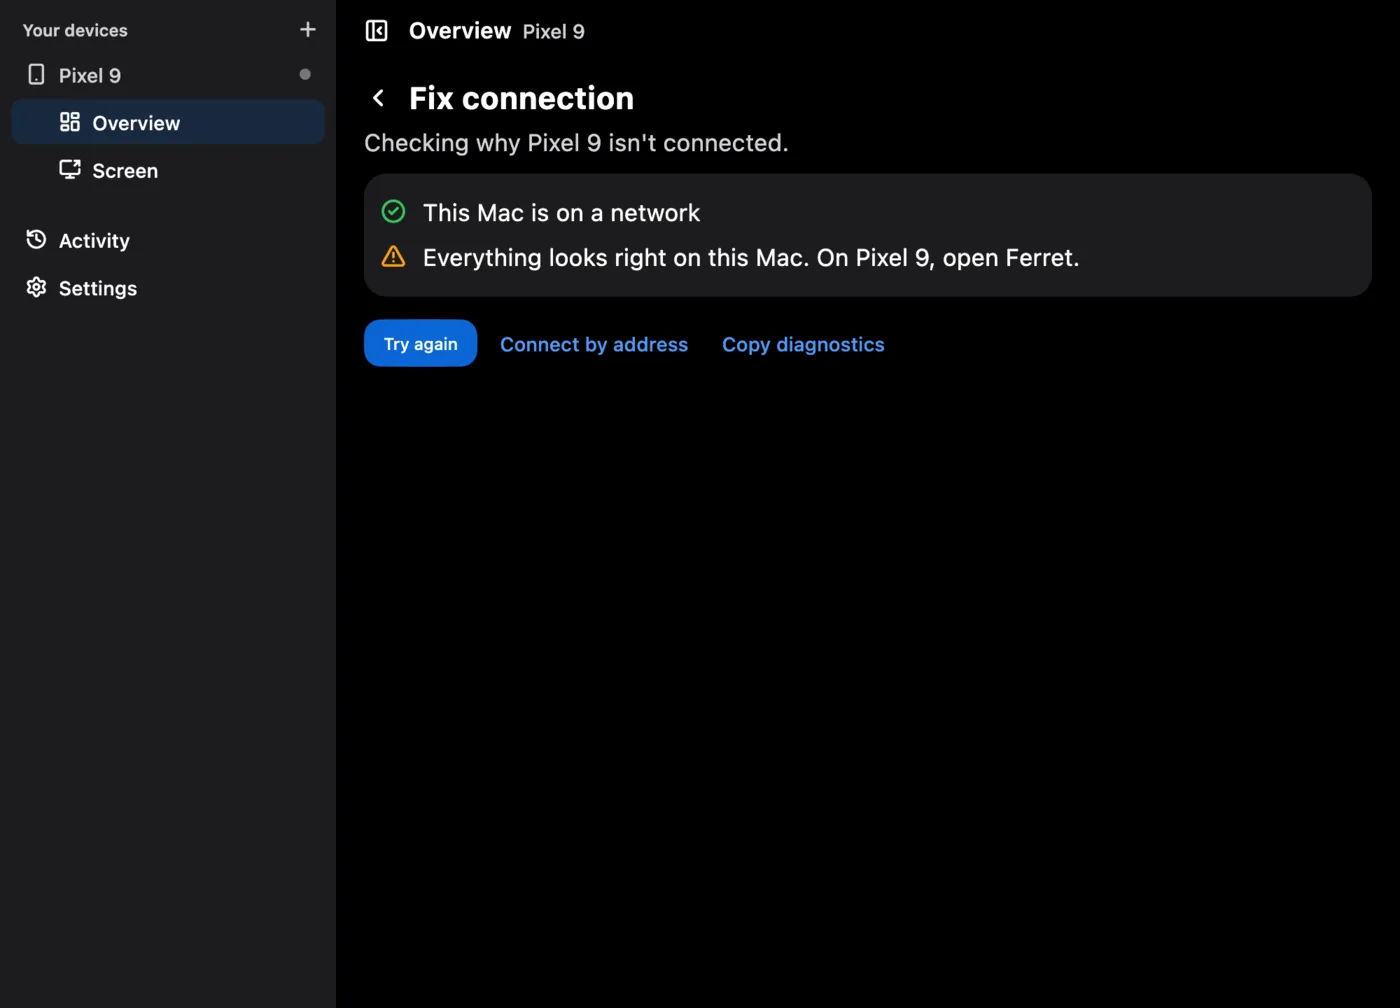 Your devices
Pixel 9
Overview
Screen
Activity
Settings
Overview Pixel 9
Fix connection
Checking why Pixel 9 isn't connected.
This Mac is on a network
Everything looks right on this Mac. On Pixel 9, open Ferret.
Try again
Connect by address
Copy diagnostics